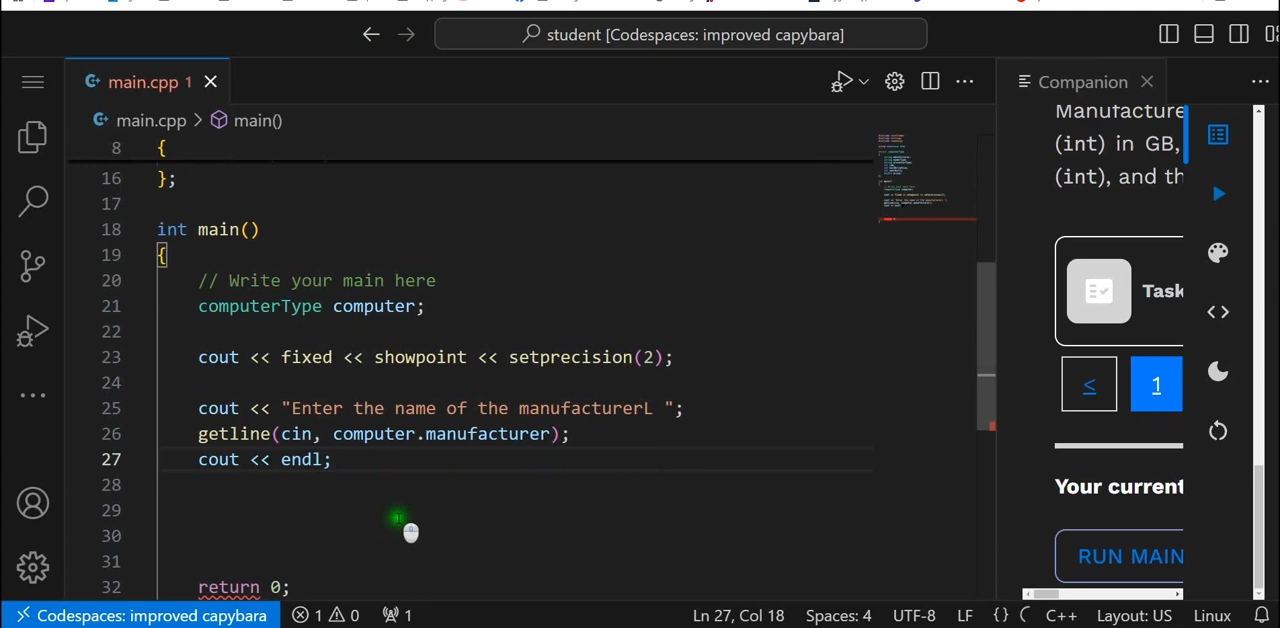 student [Codespaces: improved capybara]
main.cpp 1
Companion
main.cpp > main()
8 {
16 };
17
18 int main()
19 {
20 // Write your main here
21 computerType computer;
22
23 cout << fixed << showpoint << setprecision(2);
24
25 cout << "Enter the name of the manufacturerL ";
26 getline(cin, computer.manufacturer);
27 cout << endl;
28
29
30
31
32 return 0;
Manufacture
(int) in GB,
(int), and th
Task
≤ 1
Your current
RUN MAIN
Codespaces: improved capybara 1 0 1 Ln 27, Col 18 Spaces: 4 UTF-8 LF {} C++ Layout: US Linux